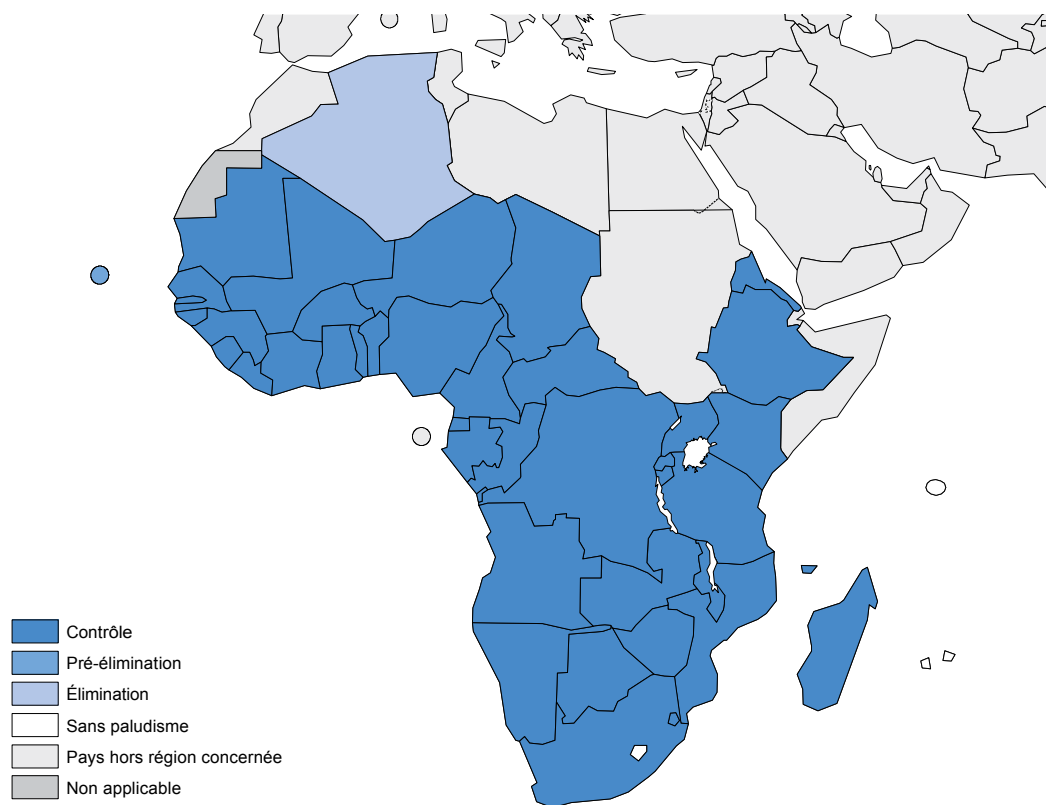 Contrôle
Pré-élimination
Élimination
Sans paludisme
Pays hors région concernée
Non applicable